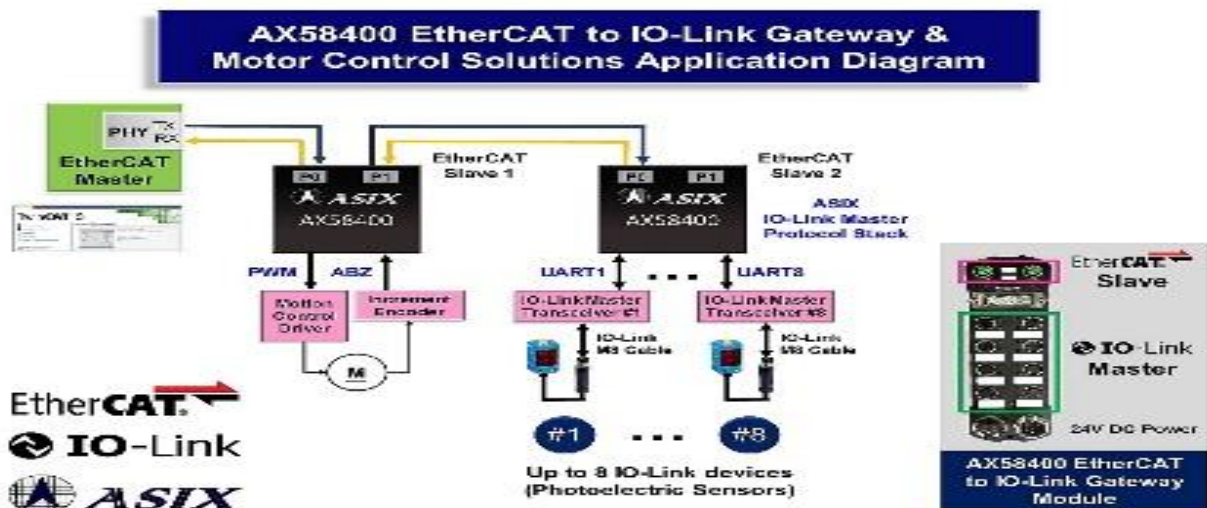 AX58400 EtherCAT to IO-Link Gateway &
Motor Control Solutions Application Diagram
PHY TX
RX
EtherCAT
Master
EtherCAT
Slave 1
P0 P1
ASIX
AX58400
EtherCAT
Slave 2
P0 P1
ASIX
AX58400
ASIX
IO-Link Master
Protocol Stack
PWM
ABZ
Motion
Control
Driver
Increment
Encoder
M
UART1
UART8
IO-Link Master
Transceiver #1
IO-Link Master
Transceiver #8
IO-Link
M8 Cable
IO-Link
M8 Cable
#1
#8
Up to 8 IO-Link devices
(Photoelectric Sensors)
EtherCAT
IO-Link
ASIX
EtherCAT
Slave
IO-Link
Master
24V DC Power
AX58400 EtherCAT
to IO-Link Gateway
Module